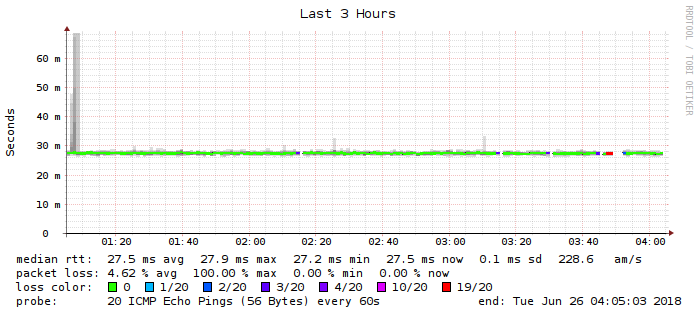 Last 3 Hours
RRDTOOL / TOBI OETIKER
Seconds
60 m
50 m
40 m
30 m
20 m
10 m
0
01:20 01:40 02:00 02:20 02:40 03:00 03:20 03:40 04:00
median rtt: 27.5 ms avg 27.9 ms max 27.2 ms min 27.5 ms now 0.1 ms sd 228.6 am/s
packet loss: 4.62 % avg 100.00 % max 0.00 % min 0.00 % now
loss color: 0 1/20 2/20 3/20 4/20 10/20 19/20
probe: 20 ICMP Echo Pings (56 Bytes) every 60s end: Tue Jun 26 04:05:03 2018